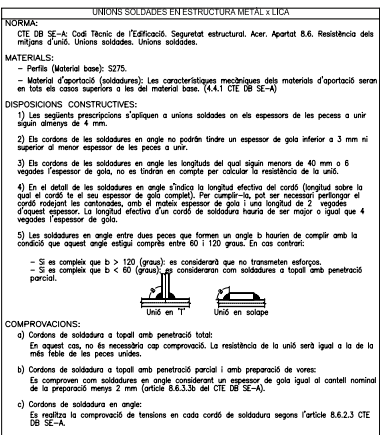 UNIONS SOLDADES EN ESTRUCTURA METÀL x LICA
NORMA:
CTE DB SE-A: Codi Tècnic de l'Edificació. Seguretat estructural. Acer. Apartat 8.6. Resistència dels
mitjans d'unió. Unions soldades. Unions soldades.
MATERIALS:
– Perfils (Material base): S275.
– Material d'aportació (soldadures): Les característiques mecàniques dels materials d'aportació seran
en tots els casos superiors a les del material base. (4.4.1 CTE DB SE-A)
DISPOSICIONS CONSTRUCTIVES:
1) Les següents prescripcions s'apliquen a unions soldades on els espessors de les pecess a unir
siguin almenys de 4 mm.
2) Els cordons de les soldadures en angle no podràn tindre un espessor de gola inferior a 3 mm ni
superior al menor espessor de les peces a unir.
3) Els cordons de les soldadures en angle les longituds del qual siguin menors de 40 mm o 6
vegades l'espessor de gola, no es tindran en compte per calcular la resistència de la unió.
4) En el detall de les soldadures en angle s'indica la longitud efectiva del cordó (longitud sobre la
qual el cordó te el seu espessor de gola complet). Per cumplir-la, pot ser necessari perllongar el
cordó rodejant les cantonades, amb el mateix espessor de gola i una longitud de 2 vegades
d'aquest espessor. La longitud efectiva d'un cordó de soldadura hauria de ser major o igual que 4
vegades l'espessor de gola.
5) Les soldadures en angle entre dues peces que formen un angle b haurien de complir amb la
condició que aquest angle estigui comprès entre 60 i 120 graus. En cas contrari:
– Si es compleix que b > 120 (graus): es considerarà que no transmeten esforços.
– Si es compleix que b < 60 (graus): es consideraran com soldadures a topall amb penetració
parcial.
Unió en 'T'
Unió en solape
COMPROVACIONS:
a) Cordons de soldadura a topall amb penetració total:
En aquest cas, no és necessària cap comprovació. La resistència de la unió serà igual a la de la
més feble de les peces unides.
b) Cordons de soldadura a topall amb penetració parcial i amb preparació de vores:
Es comproven com soldadures en angle considerant un espessor de gola igual al cantell nominal
de la preparació menys 2 mm (article 8.6.3.3b del CTE DB SE-A).
c) Cordons de soldadura en angle:
Es realitza la comprovació de tensions en cada cordó de soldadura segons l'article 8.6.2.3 CTE
DB SE-A.